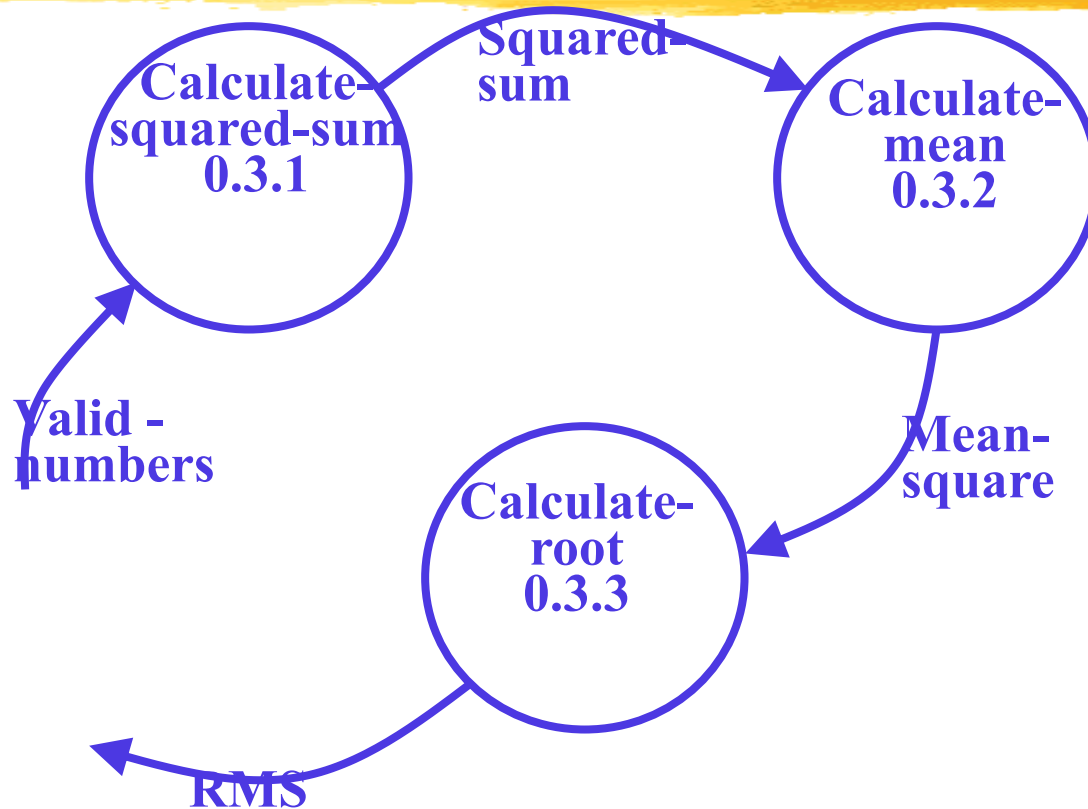 Calculate-
squared-sum
0.3.1
Squared-
sum
Calculate-
mean
0.3.2
Valid -
numbers
Mean-
square
Calculate-
root
0.3.3
RMS